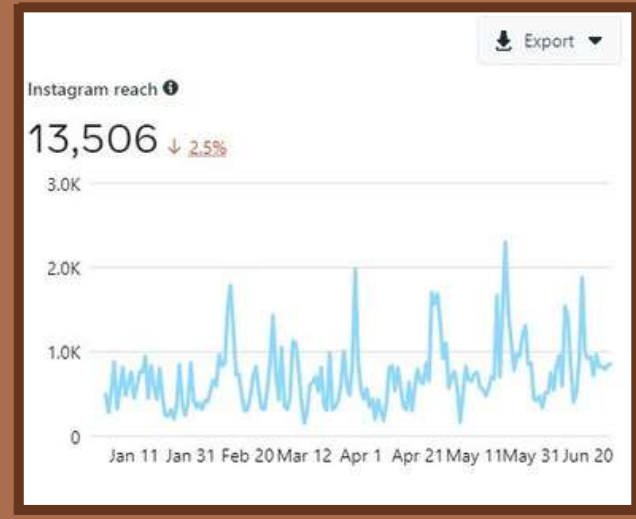 Export
Instagram reach
13,506 ↓ 2.5%
3.0K
2.0K
1.0K
0
Jan 11 Jan 31 Feb 20 Mar 12 Apr 1 Apr 21 May 11 May 31 Jun 20